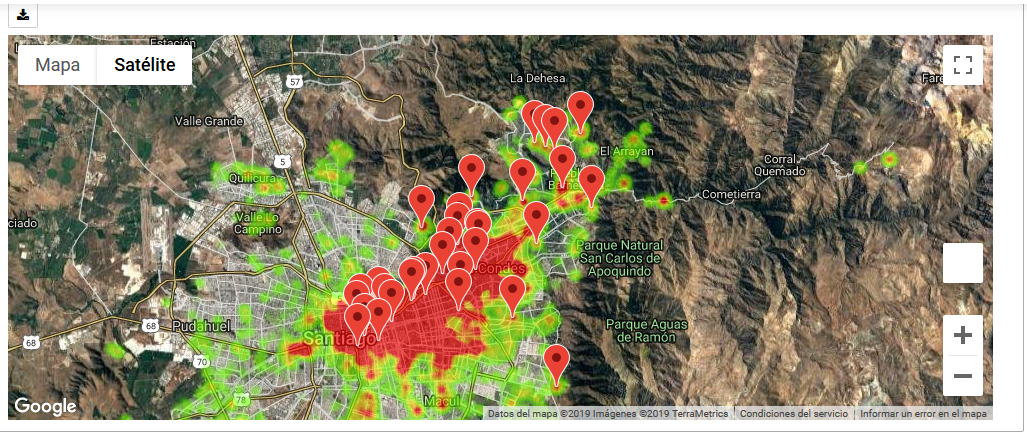 Mapa
Satélite
Estación
57
La Dehesa
Fare
Valle Grande
5
El Arrayan
Corral
Quemado
Quilicura
Cometierra
Valle Lo
Campino
ciado
Parque Natural
San Carlos de
Apoquindo
Condes
68
68
Pudahuel
Santiago
Parque Aguas
de Ramón
70
78
Macul
Google
Datos del mapa ©2019 Imágenes ©2019 TerraMetrics
Condiciones del servicio
Informar un error en el mapa